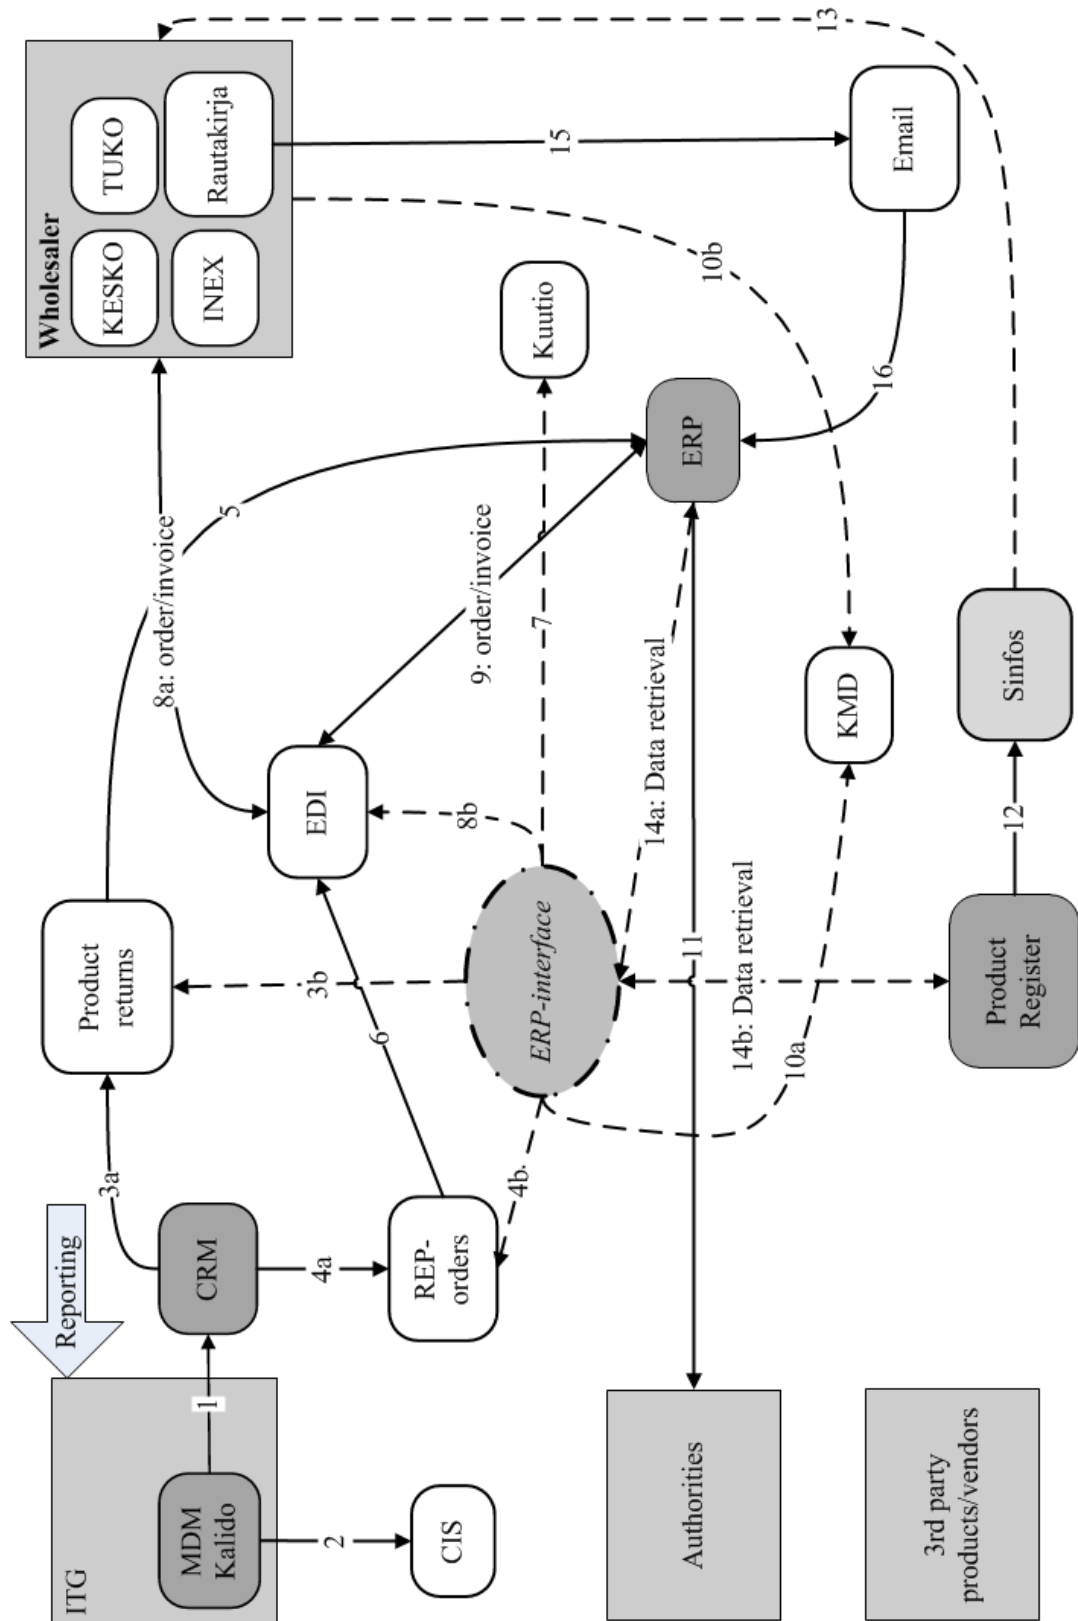 ITG
MDM
Kalido
1
2
CIS
Reporting
CRM
3a
4a
REP-
orders
4b
6
Product
returns
3b
ERP-interface
EDI
8b
8a: order/invoice
5
9: order/invoice
7
Kuutio
Wholesaler
KESKO
TUKO
INEX
Rautakirja
13
15
10b
Email
16
ERP
14a: Data retrieval
11
14b: Data retrieval
10a
KMD
Product
Register
12
Sinfos
Authorities
3rd party
products/vendors